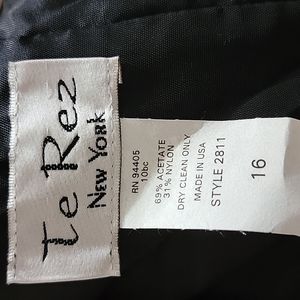 te Rez
NEW YORK
RN 94405
10bc
69% ACETATE
31% NYLON
DRY CLEAN ONLY
MADE IN USA
STYLE 2811
16